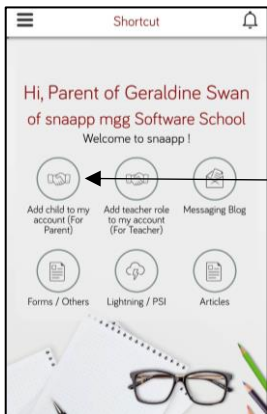 Shortcut
Hi, Parent of Geraldine Swan
of snaapp mgg Software School
Welcome to snaapp !
Add child to my
account (For
Parent)
Add teacher role
to my account
(For Teacher)
Messaging Blog
Forms / Others
Lightning / PSI
Articles